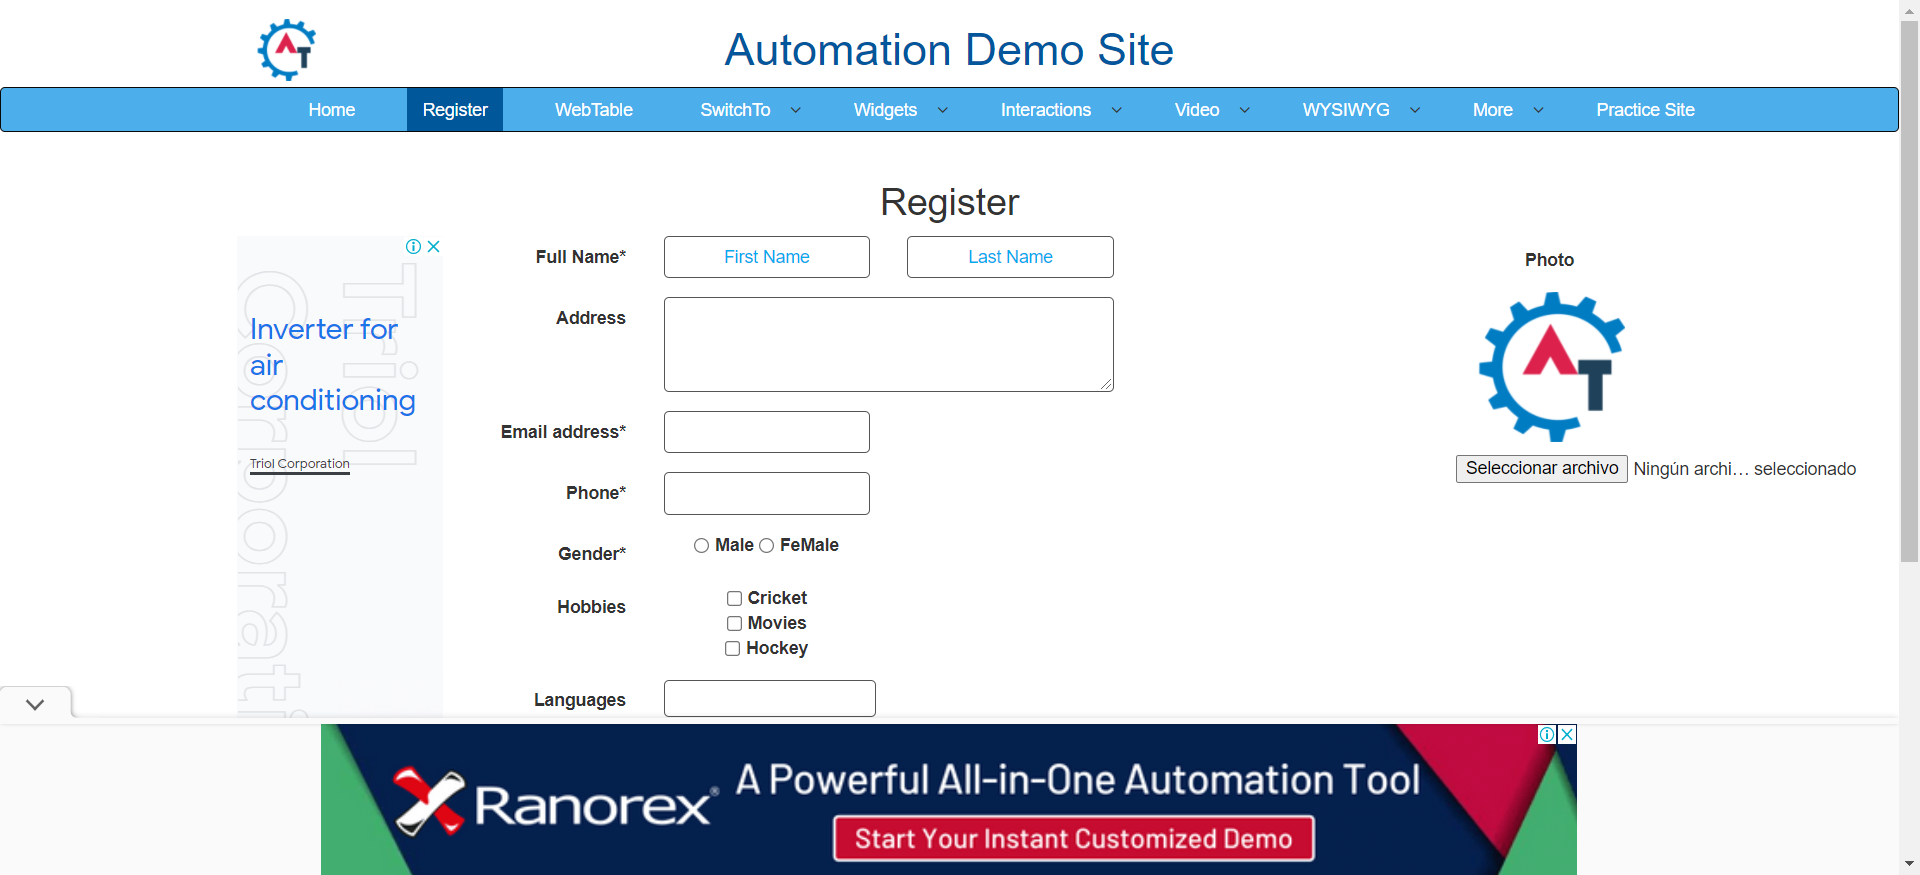 AT
Automation Demo Site
Home Register WebTable SwitchTo Widgets Interactions Video WYSIWYG More Practice Site
Register
Full Name* First Name Last Name
Photo
Address
AT
Inverter for
air
conditioning
Triol Corporation
Triol
Corporati
Email address*
Seleccionar archivo Ningún archi… seleccionado
Phone*
Gender* Male FeMale
Hobbies Cricket
Movies
Hockey
Languages
Ranorex® A Powerful All-in-One Automation Tool
Start Your Instant Customized Demo